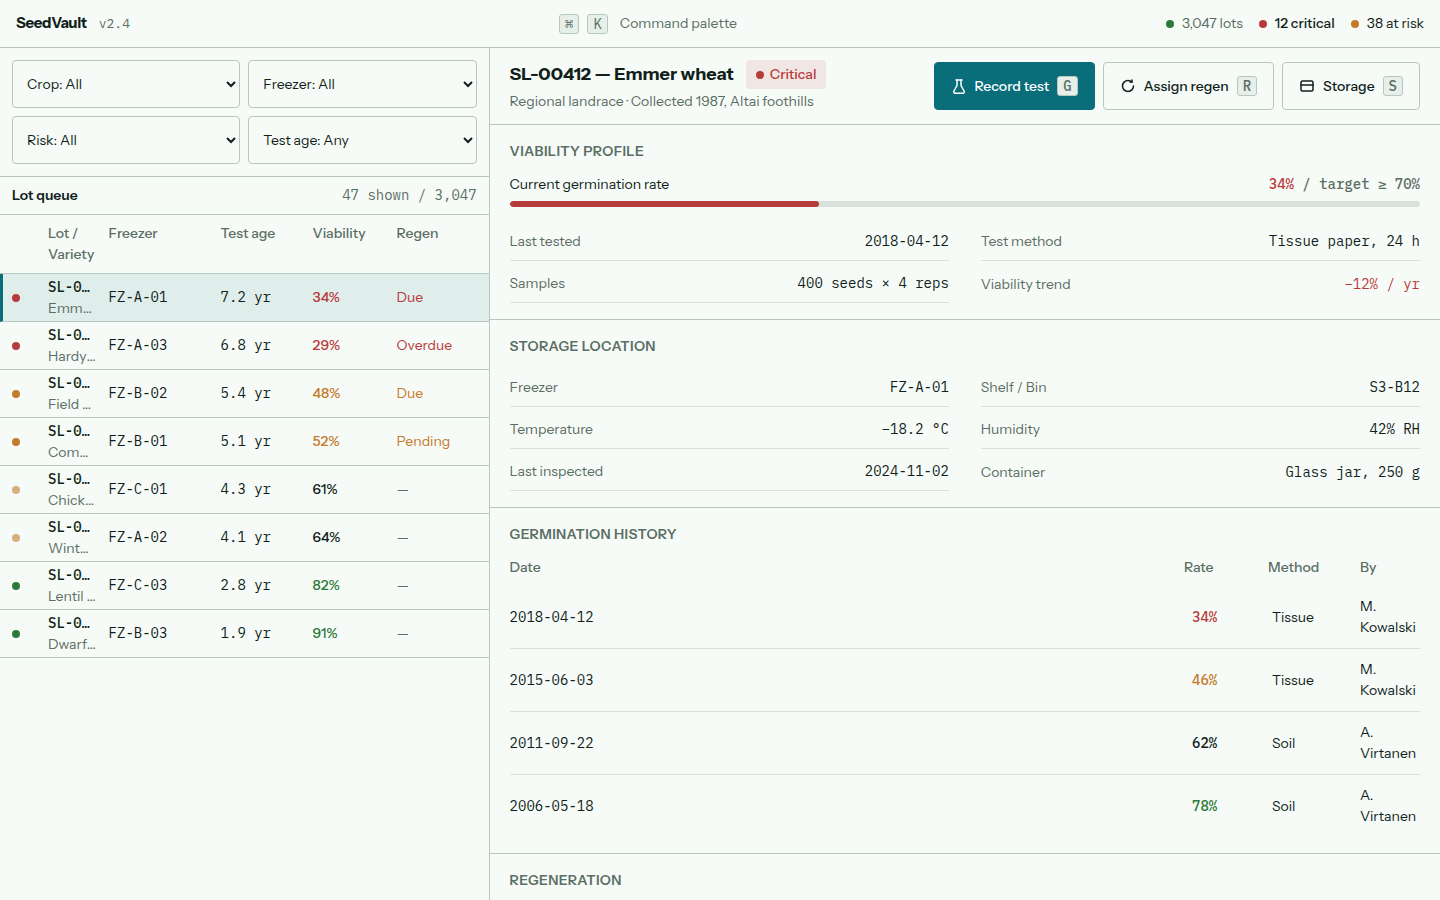 SeedVault v2.4
⌘ K Command palette
3,047 lots 12 critical 38 at risk
Crop: All Freezer: All
Risk: All Test age: Any
Lot queue 47 shown / 3,047
Lot / Variety Freezer Test age Viability Regen
SL-0… FZ-A-01 7.2 yr 34% Due
Emm…
SL-0… FZ-A-03 6.8 yr 29% Overdue
Hardy…
SL-0… FZ-B-02 5.4 yr 48% Due
Field …
SL-0… FZ-B-01 5.1 yr 52% Pending
Com…
SL-0… FZ-C-01 4.3 yr 61% —
Chick…
SL-0… FZ-A-02 4.1 yr 64% —
Wint…
SL-0… FZ-C-03 2.8 yr 82% —
Lentil …
SL-0… FZ-B-03 1.9 yr 91% —
Dwarf…
SL-00412 — Emmer wheat Critical
Regional landrace · Collected 1987, Altai foothills
Record test G Assign regen R Storage S
VIABILITY PROFILE
Current germination rate 34% / target ≥ 70%
Last tested 2018-04-12 Test method Tissue paper, 24 h
Samples 400 seeds × 4 reps Viability trend −12% / yr
STORAGE LOCATION
Freezer FZ-A-01 Shelf / Bin S3-B12
Temperature −18.2 °C Humidity 42% RH
Last inspected 2024-11-02 Container Glass jar, 250 g
GERMINATION HISTORY
Date Rate Method By
2018-04-12 34% Tissue M. Kowalski
2015-06-03 46% Tissue M. Kowalski
2011-09-22 62% Soil A. Virtanen
2006-05-18 78% Soil A. Virtanen
REGENERATION